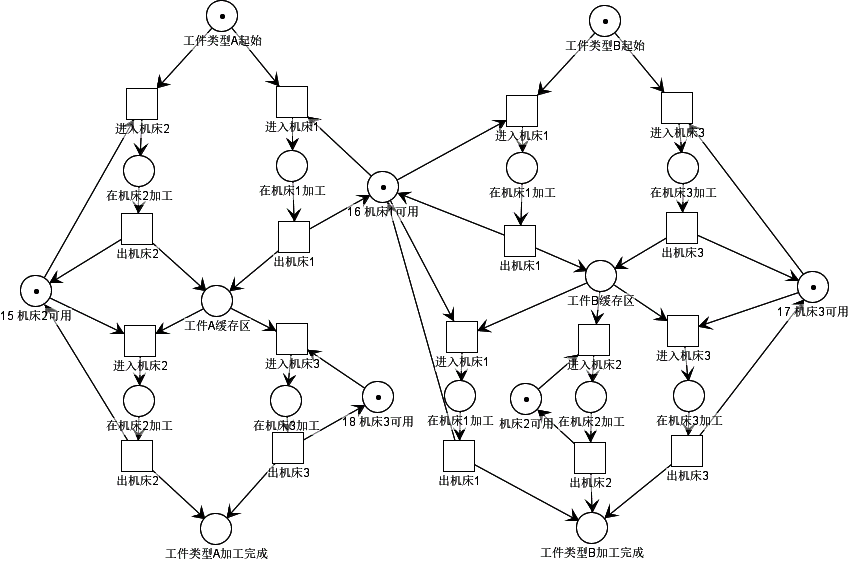 工件类型A起始
工件类型B起始
进入机床2
进入机床1
进入机床1
进入机床3
在机床2加工
在机床1加工
在机床1加工
在机床3加工
16 机床1可用
出机床2
出机床1
出机床1
出机床3
15 机床2可用
工件A缓存区
工件B缓存区
17 机床3可用
进入机床2
进入机床3
进入机床1
进入机床2
进入机床3
在机床2加工
在机床3加工
18 机床3可用
在机床1加工
机床2可用
在机床2加工
在机床3加工
出机床2
出机床3
出机床1
出机床2
出机床3
工件类型A加工完成
工件类型B加工完成